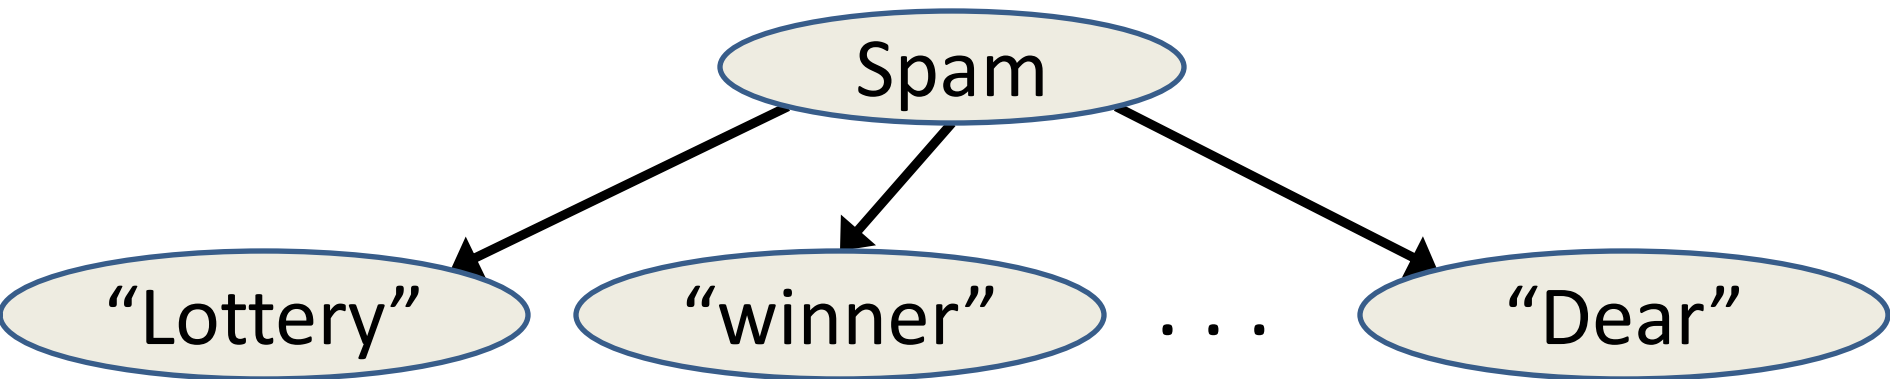 Spam
“Lottery” “winner” . . . “Dear”